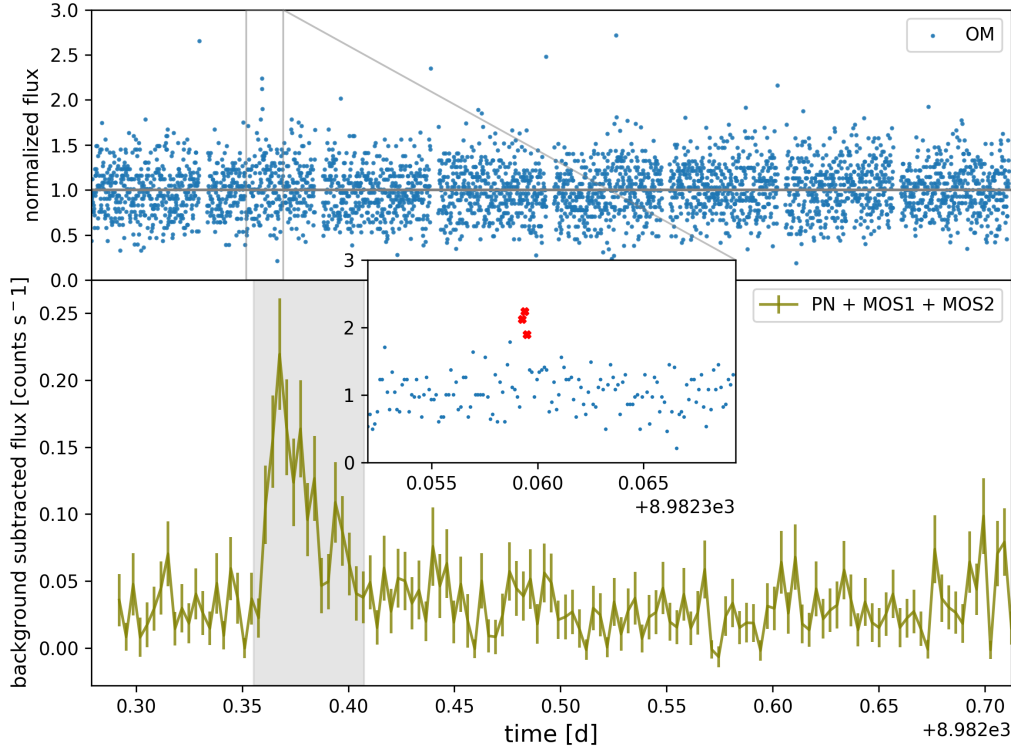 3.0
2.5
2.0
1.5
1.0
0.5
0.0
normalized flux
OM
0.25
0.20
0.15
0.10
0.05
0.00
background subtracted flux [counts s⁻1]
PN + MOS1 + MOS2
3
2
1
0
0.055 0.060 0.065
+8.9823e3
0.30 0.35 0.40 0.45 0.50 0.55 0.60 0.65 0.70
+8.982e3
time [d]